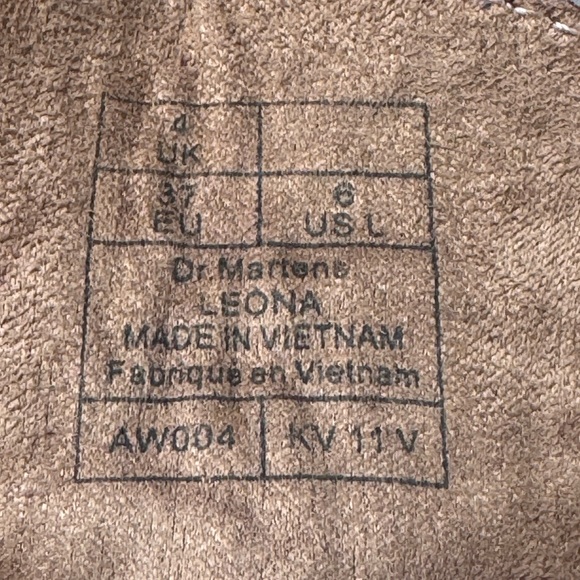 4
UK
37
EU
6
US L
Dr. Martens
LEONA
MADE IN VIETNAM
Fabriqué en Vietnam
AW004
KV 11 V